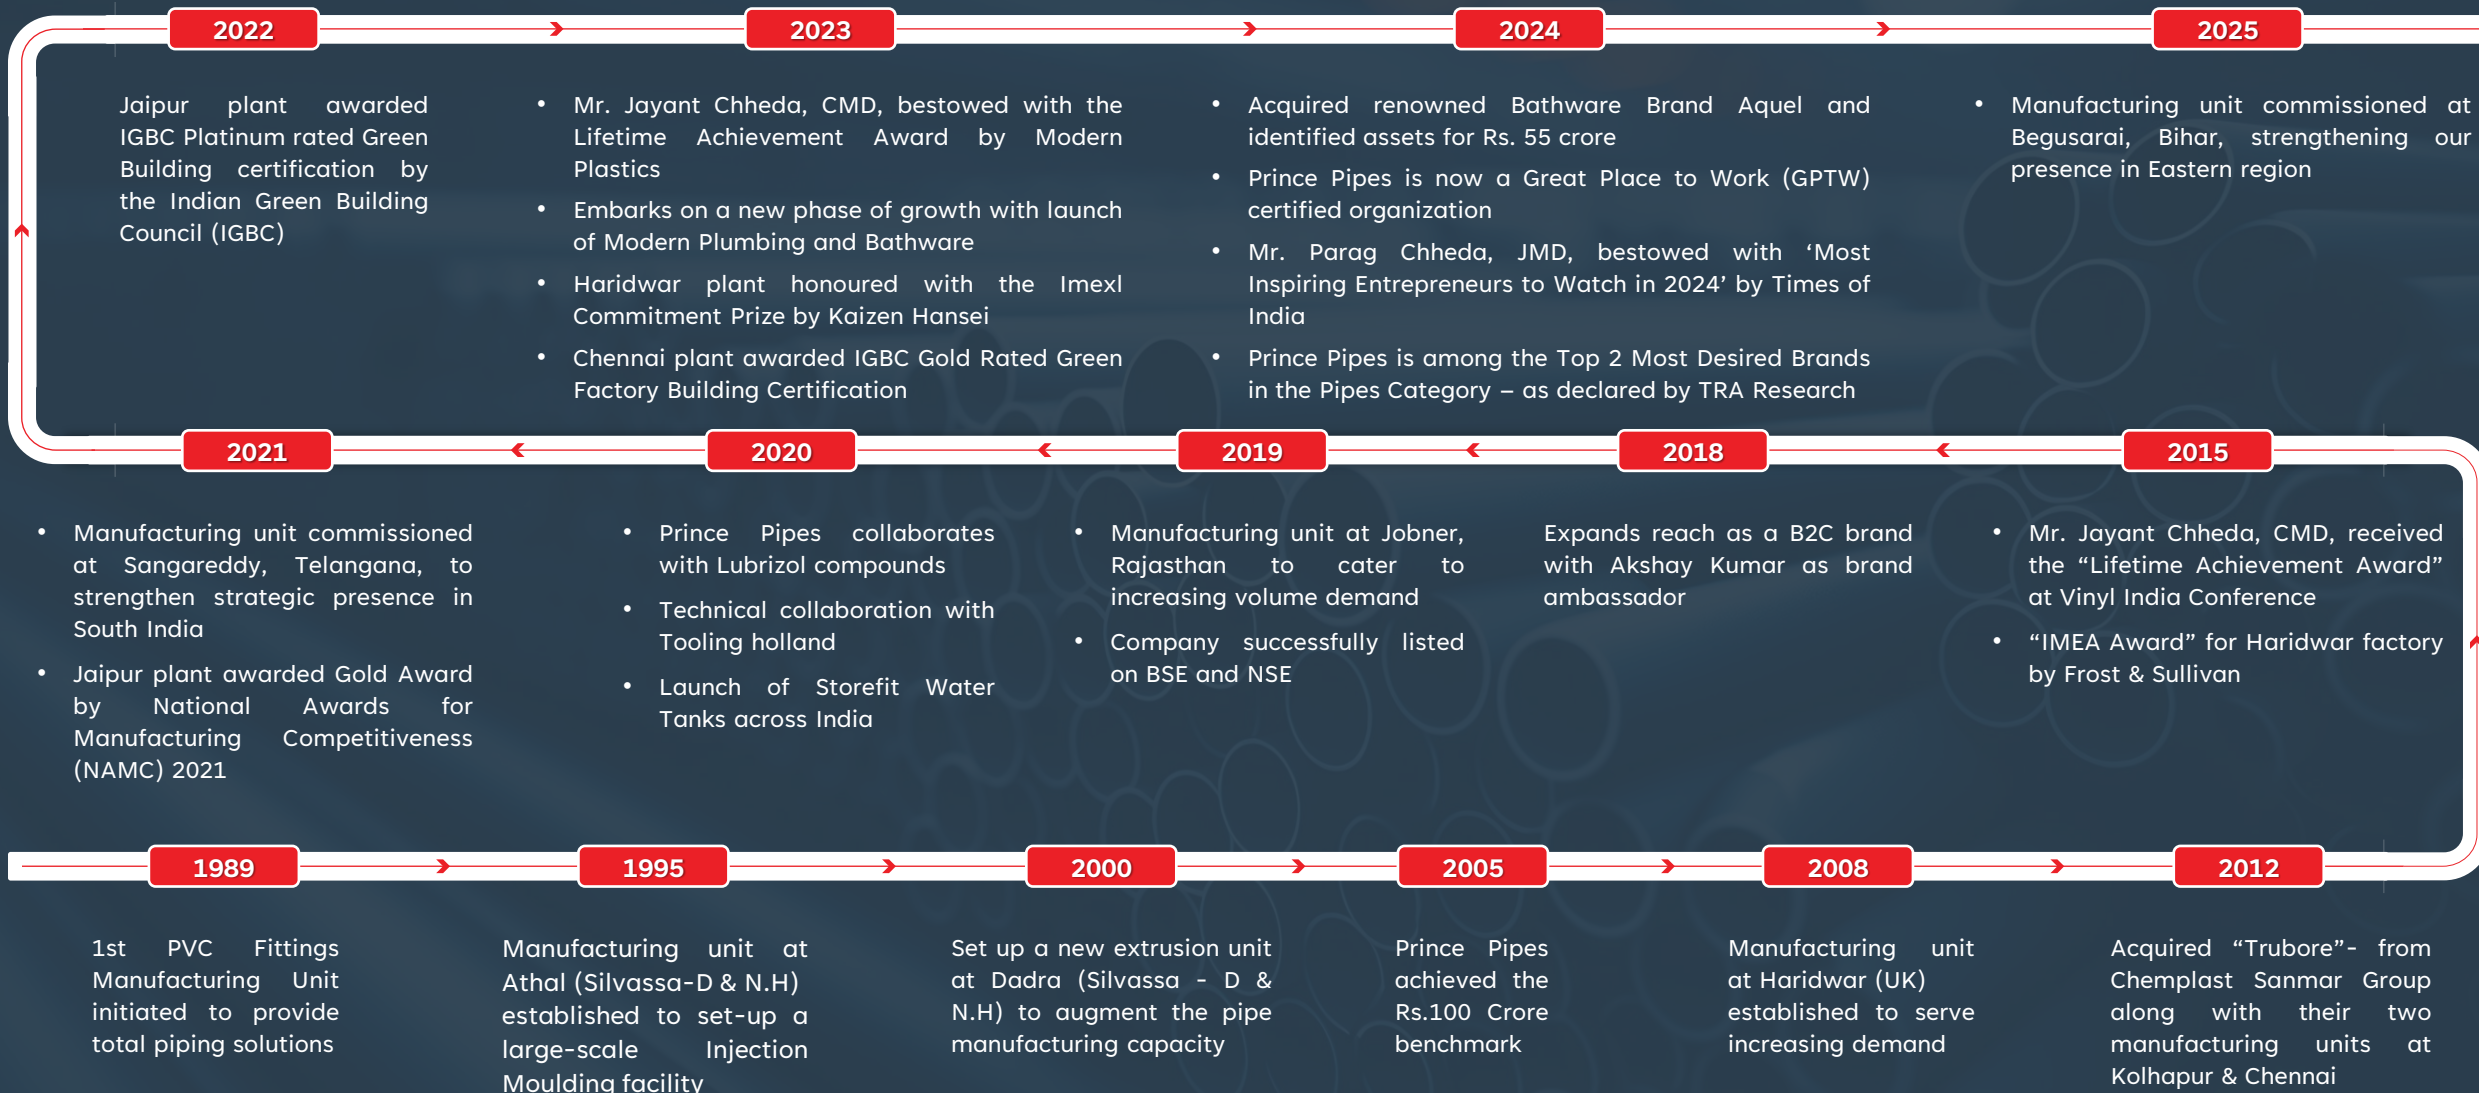 2022
Jaipur plant awarded
IGBC Platinum rated Green
Building certification by
the Indian Green Building
Council (IGBC)
2023
• Mr. Jayant Chheda, CMD, bestowed with the
Lifetime Achievement Award by Modern
Plastics
• Embarks on a new phase of growth with launch
of Modern Plumbing and Bathware
• Haridwar plant honoured with the Imexl
Commitment Prize by Kaizen Hansei
• Chennai plant awarded IGBC Gold Rated Green
Factory Building Certification
2024
• Acquired renowned Bathware Brand Aquel and
identified assets for Rs. 55 crore
• Prince Pipes is now a Great Place to Work (GPTW)
certified organization
• Mr. Parag Chheda, JMD, bestowed with ‘Most
Inspiring Entrepreneurs to Watch in 2024’ by Times of
India
• Prince Pipes is among the Top 2 Most Desired Brands
in the Pipes Category – as declared by TRA Research
2025
• Manufacturing unit commissioned at
Begusarai, Bihar, strengthening our
presence in Eastern region
2021
• Manufacturing unit commissioned
at Sangareddy, Telangana, to
strengthen strategic presence in
South India
• Jaipur plant awarded Gold Award
by National Awards for
Manufacturing Competitiveness
(NAMC) 2021
2020
• Prince Pipes collaborates
with Lubrizol compounds
• Technical collaboration with
Tooling holland
• Launch of Storefit Water
Tanks across India
2019
• Manufacturing unit at Jobner,
Rajasthan to cater to
increasing volume demand
• Company successfully listed
on BSE and NSE
2018
Expands reach as a B2C brand
with Akshay Kumar as brand
ambassador
2015
• Mr. Jayant Chheda, CMD, received
the “Lifetime Achievement Award”
at Vinyl India Conference
• “IMEA Award” for Haridwar factory
by Frost & Sullivan
1989
1st PVC Fittings
Manufacturing Unit
initiated to provide
total piping solutions
1995
Manufacturing unit at
Athal (Silvassa-D & N.H)
established to set-up a
large-scale Injection
Moulding facility
2000
Set up a new extrusion unit
at Dadra (Silvassa - D &
N.H) to augment the pipe
manufacturing capacity
2005
Prince Pipes
achieved the
Rs.100 Crore
benchmark
2008
Manufacturing unit
at Haridwar (UK)
established to serve
increasing demand
2012
Acquired “Trubore”- from
Chemplast Sanmar Group
along with their two
manufacturing units at
Kolhapur & Chennai